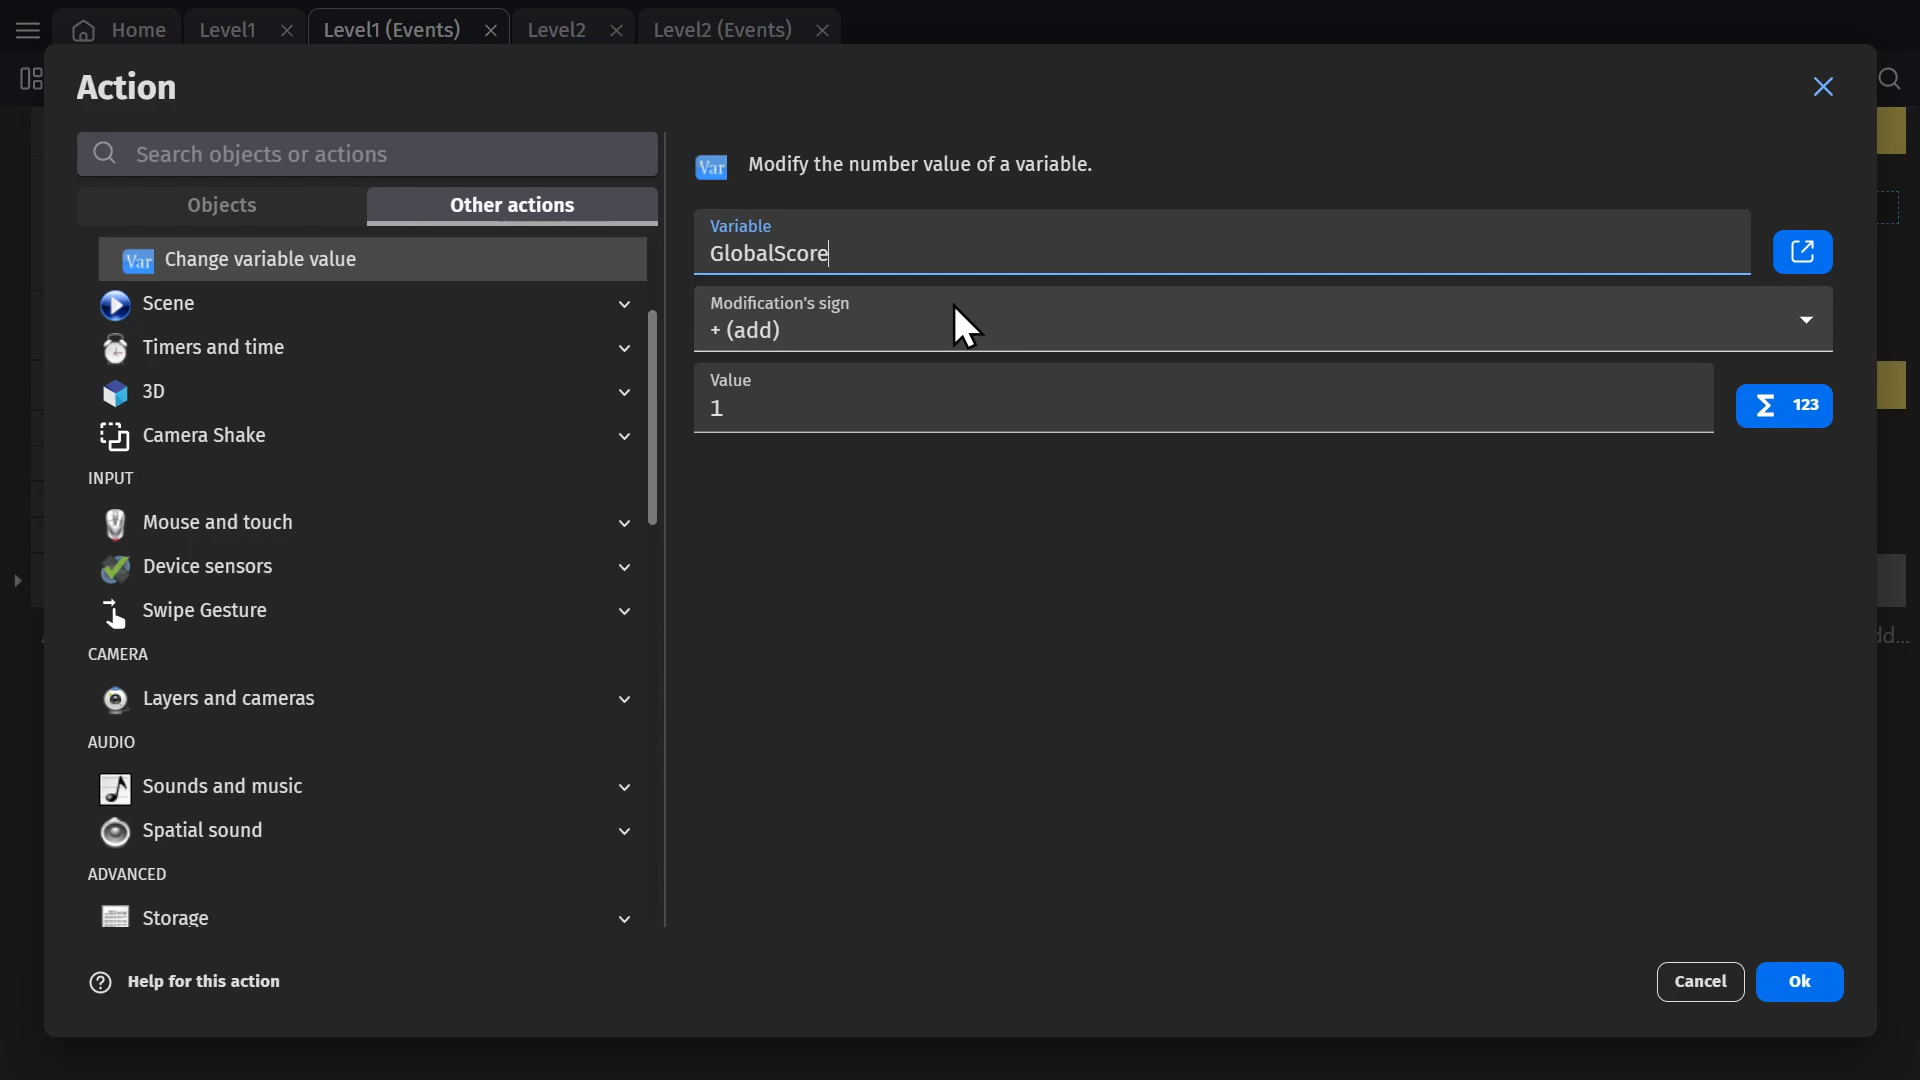 Home
Level1
Level1 (Events)
Level2
Level2 (Events)
Action
Search objects or actions
Objects
Other actions
Var Change variable value
Scene
Timers and time
3D
Camera Shake
INPUT
Mouse and touch
Device sensors
Swipe Gesture
CAMERA
Layers and cameras
AUDIO
Sounds and music
Spatial sound
ADVANCED
Storage
Var Modify the number value of a variable.
Variable
GlobalScore
Modification's sign
+ (add)
Value
1
Σ 123
dd...
Help for this action
Cancel
Ok